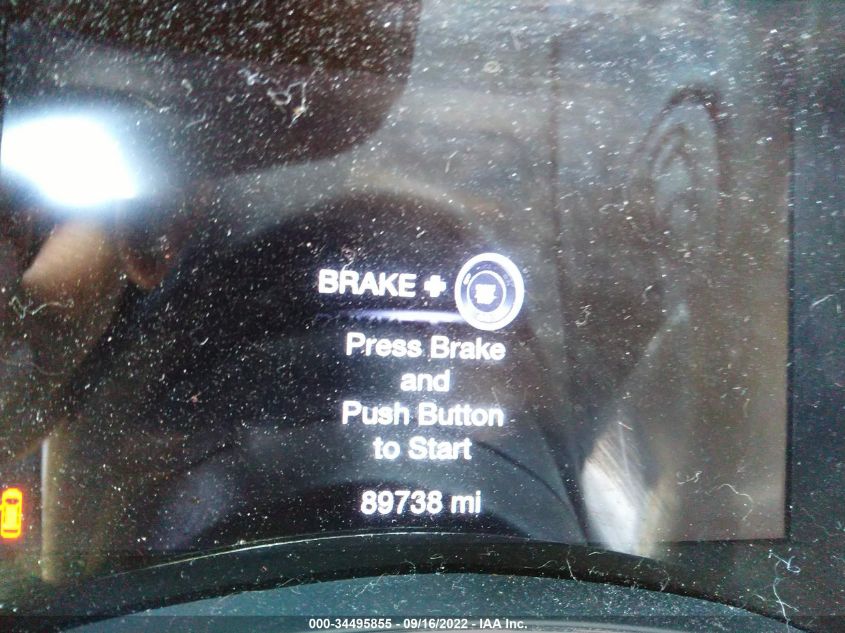 BRAKE +
Press Brake
and
Push Button
to Start
89738 mi
000-34495855 - 09/16/2022 - IAA Inc.